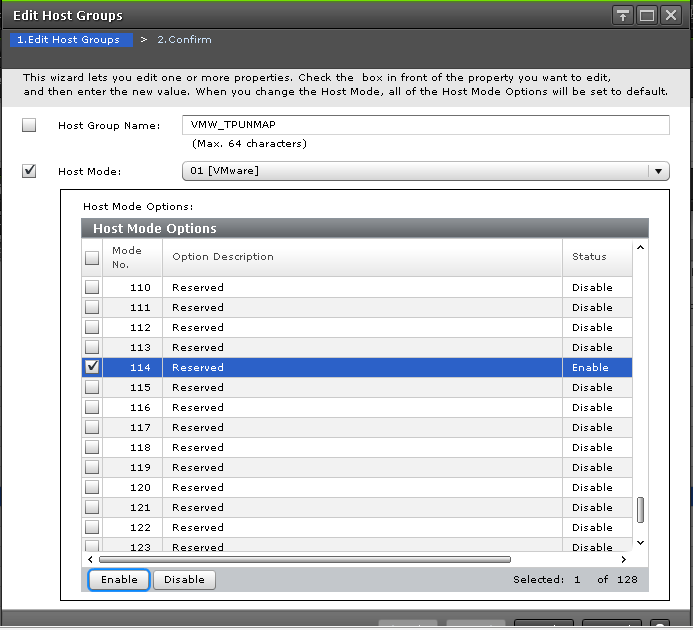 Edit Host Groups
1.Edit Host Groups > 2.Confirm
This wizard lets you edit one or more properties. Check the box in front of the property you want to edit,
and then enter the new value. When you change the Host Mode, all of the Host Mode Options will be set to default.
Host Group Name: VMW_TPUNMAP
(Max. 64 characters)
Host Mode: 01 [VMware]
Host Mode Options:
Host Mode Options
Mode No. Option Description Status
110 Reserved Disable
111 Reserved Disable
112 Reserved Disable
113 Reserved Disable
114 Reserved Enable
115 Reserved Disable
116 Reserved Disable
117 Reserved Disable
118 Reserved Disable
119 Reserved Disable
120 Reserved Disable
121 Reserved Disable
122 Reserved Disable
123 Reserved Disable
Enable Disable Selected: 1 of 128